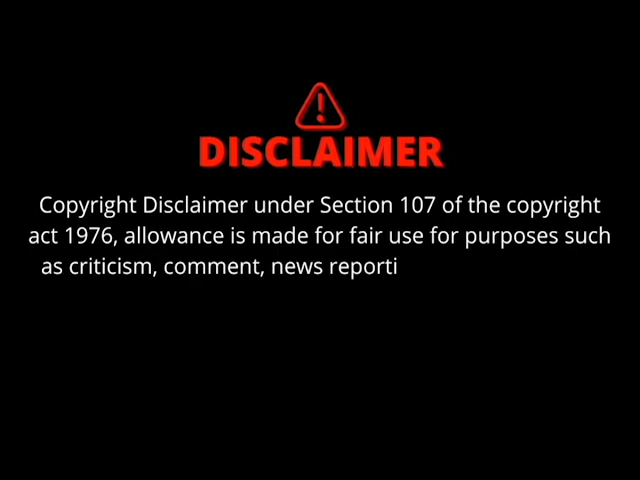 DISCLAIMER
Copyright Disclaimer under Section 107 of the copyright
act 1976, allowance is made for fair use for purposes such
as criticism, comment, news reporti